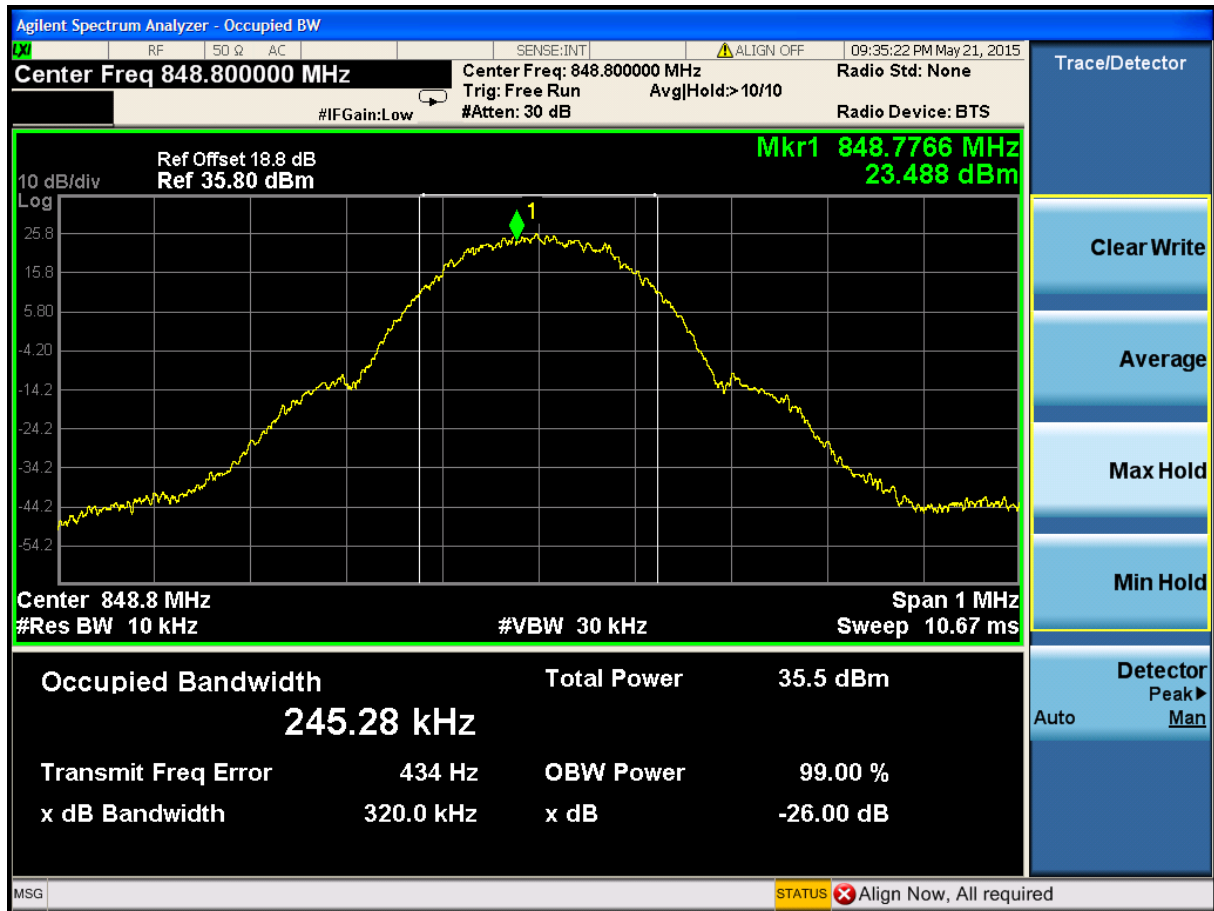 Agilent Spectrum Analyzer - Occupied BW
LXI RF 50 Ω AC SENSE:INT ALIGN OFF 09:35:22 PM May 21, 2015
Center Freq 848.800000 MHz
Center Freq: 848.800000 MHz
Radio Std: None
Trig: Free Run Avg|Hold:>10/10
#IFGain:Low
#Atten: 30 dB
Radio Device: BTS
Trace/Detector
Mkr1 848.7766 MHz
23.488 dBm
Ref Offset 18.8 dB
10 dB/div Ref 35.80 dBm
Log
1
25.8
15.8
5.80
-4.20
-14.2
-24.2
-34.2
-44.2
-54.2
Center 848.8 MHz Span 1 MHz
#Res BW 10 kHz #VBW 30 kHz Sweep 10.67 ms
Occupied Bandwidth Total Power 35.5 dBm
245.28 kHz
Transmit Freq Error 434 Hz OBW Power 99.00 %
x dB Bandwidth 320.0 kHz x dB -26.00 dB
Clear Write
Average
Max Hold
Min Hold
Detector
Peak
Auto Man
MSG STATUS Align Now, All required